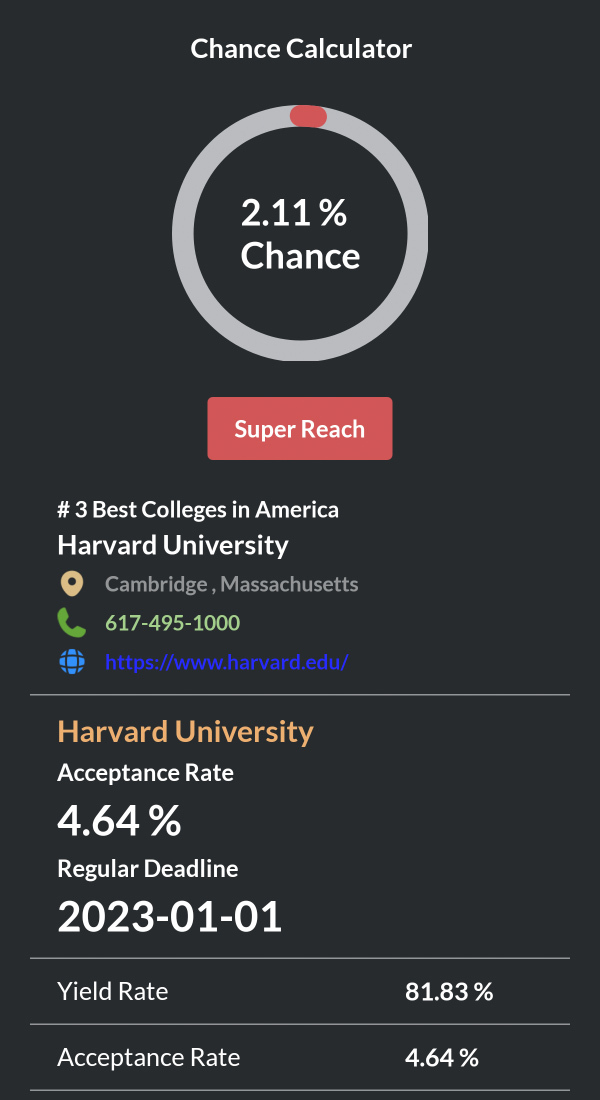 Chance Calculator
2.11 %
Chance
Super Reach
# 3 Best Colleges in America
Harvard University
Cambridge , Massachusetts
617-495-1000
https://www.harvard.edu/
Harvard University
Acceptance Rate
4.64 %
Regular Deadline
2023-01-01
Yield Rate 81.83 %
Acceptance Rate 4.64 %